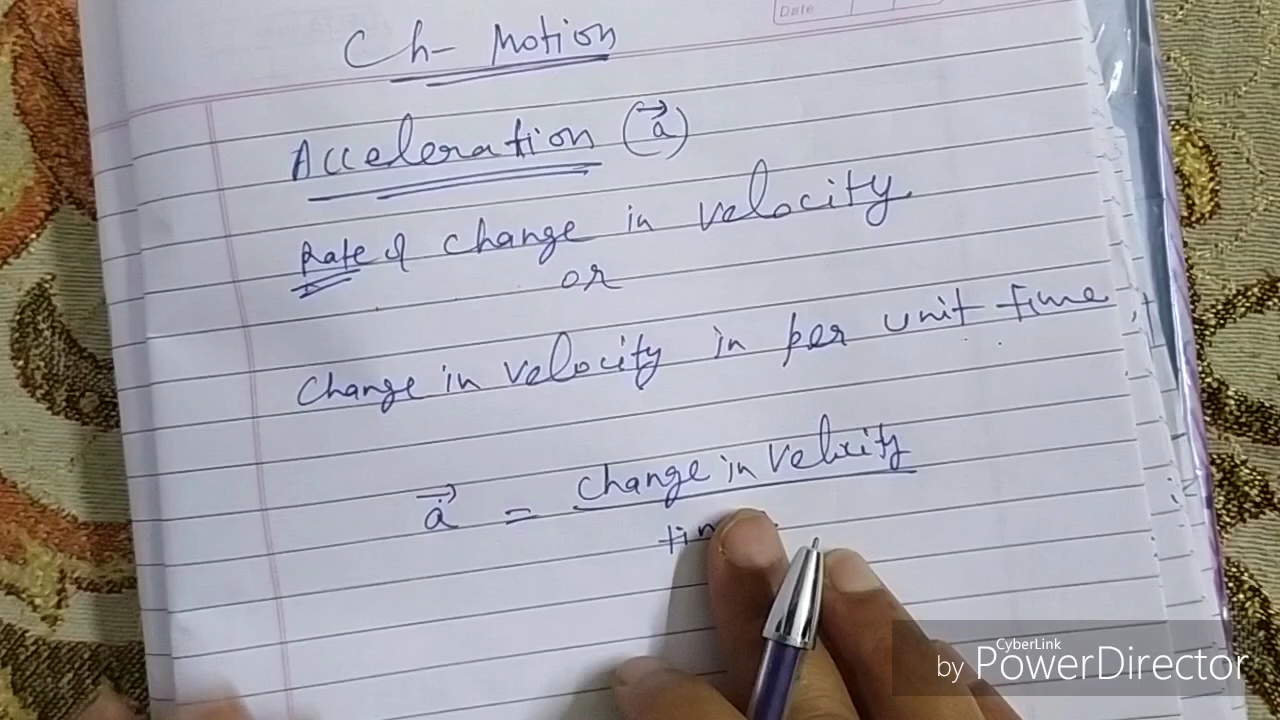 Date
Ch- Motion
Acceleration (a⃗)
Rate of change in velocity
or
Change in velocity in per unit time
a⃗ = change in velocity
by CyberLink PowerDirector